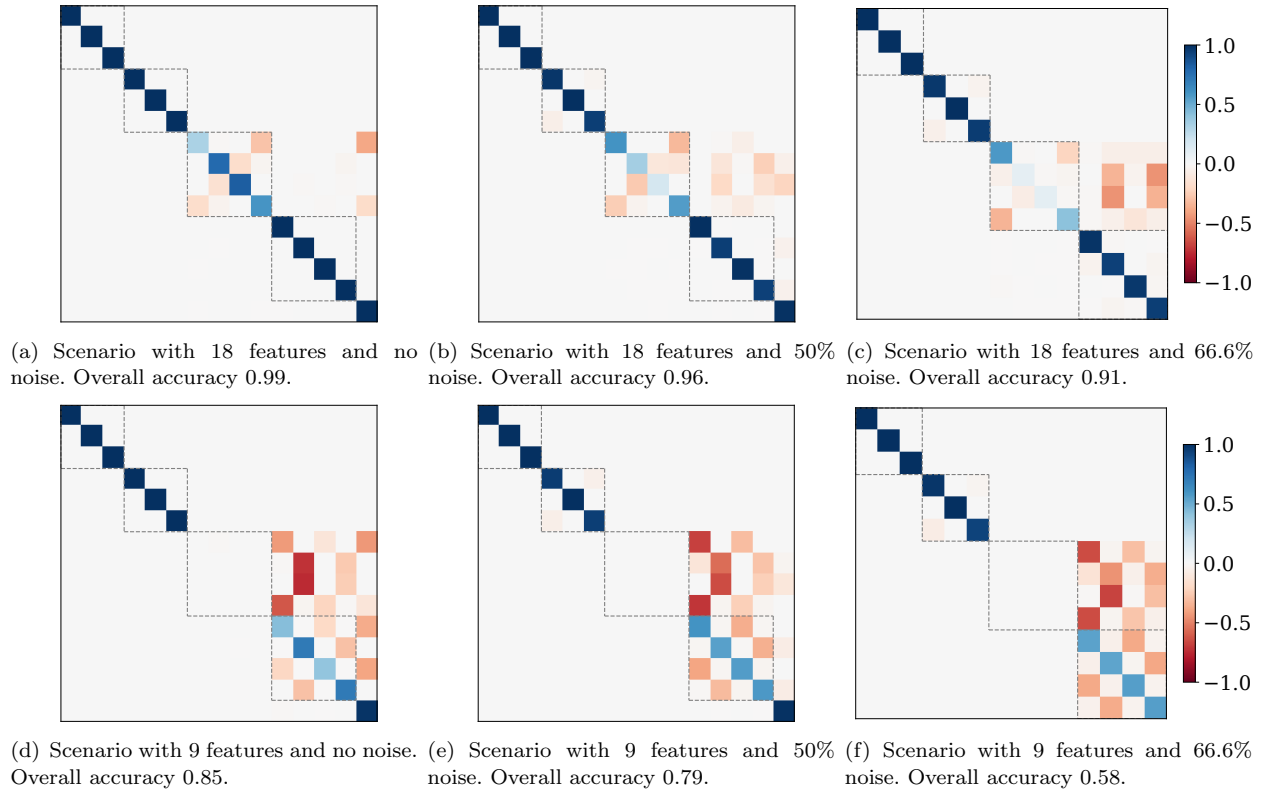 1.0
0.5
0.0
−0.5
−1.0
(a) Scenario with 18 features and no
noise. Overall accuracy 0.99.
(b) Scenario with 18 features and 50%
noise. Overall accuracy 0.96.
(c) Scenario with 18 features and 66.6%
noise. Overall accuracy 0.91.
1.0
0.5
0.0
−0.5
−1.0
(d) Scenario with 9 features and no noise.
Overall accuracy 0.85.
(e) Scenario with 9 features and 50%
noise. Overall accuracy 0.79.
(f) Scenario with 9 features and 66.6%
noise. Overall accuracy 0.58.